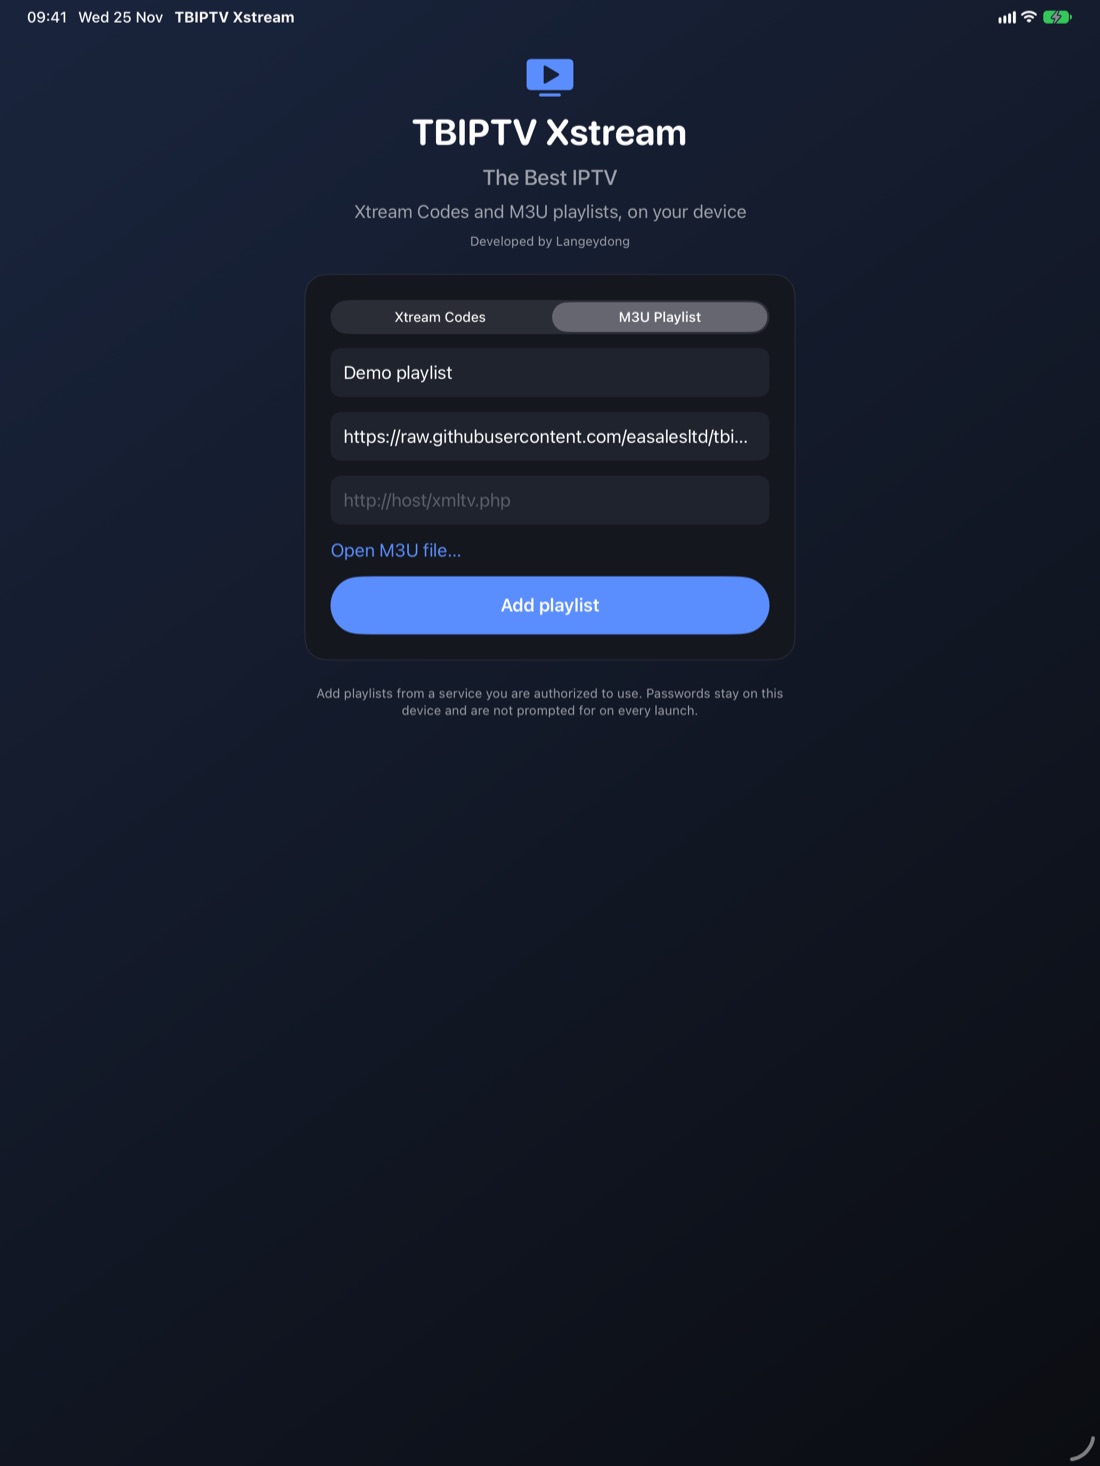 09:41 Wed 25 Nov TBIPTV Xstream
TBIPTV Xstream
The Best IPTV
Xtream Codes and M3U playlists, on your device
Developed by Langeydong
Xtream Codes
M3U Playlist
Demo playlist
https://raw.githubusercontent.com/easalesltd/tbi...
http://host/xmltv.php
Open M3U file...
Add playlist
Add playlists from a service you are authorized to use. Passwords stay on this
device and are not prompted for on every launch.